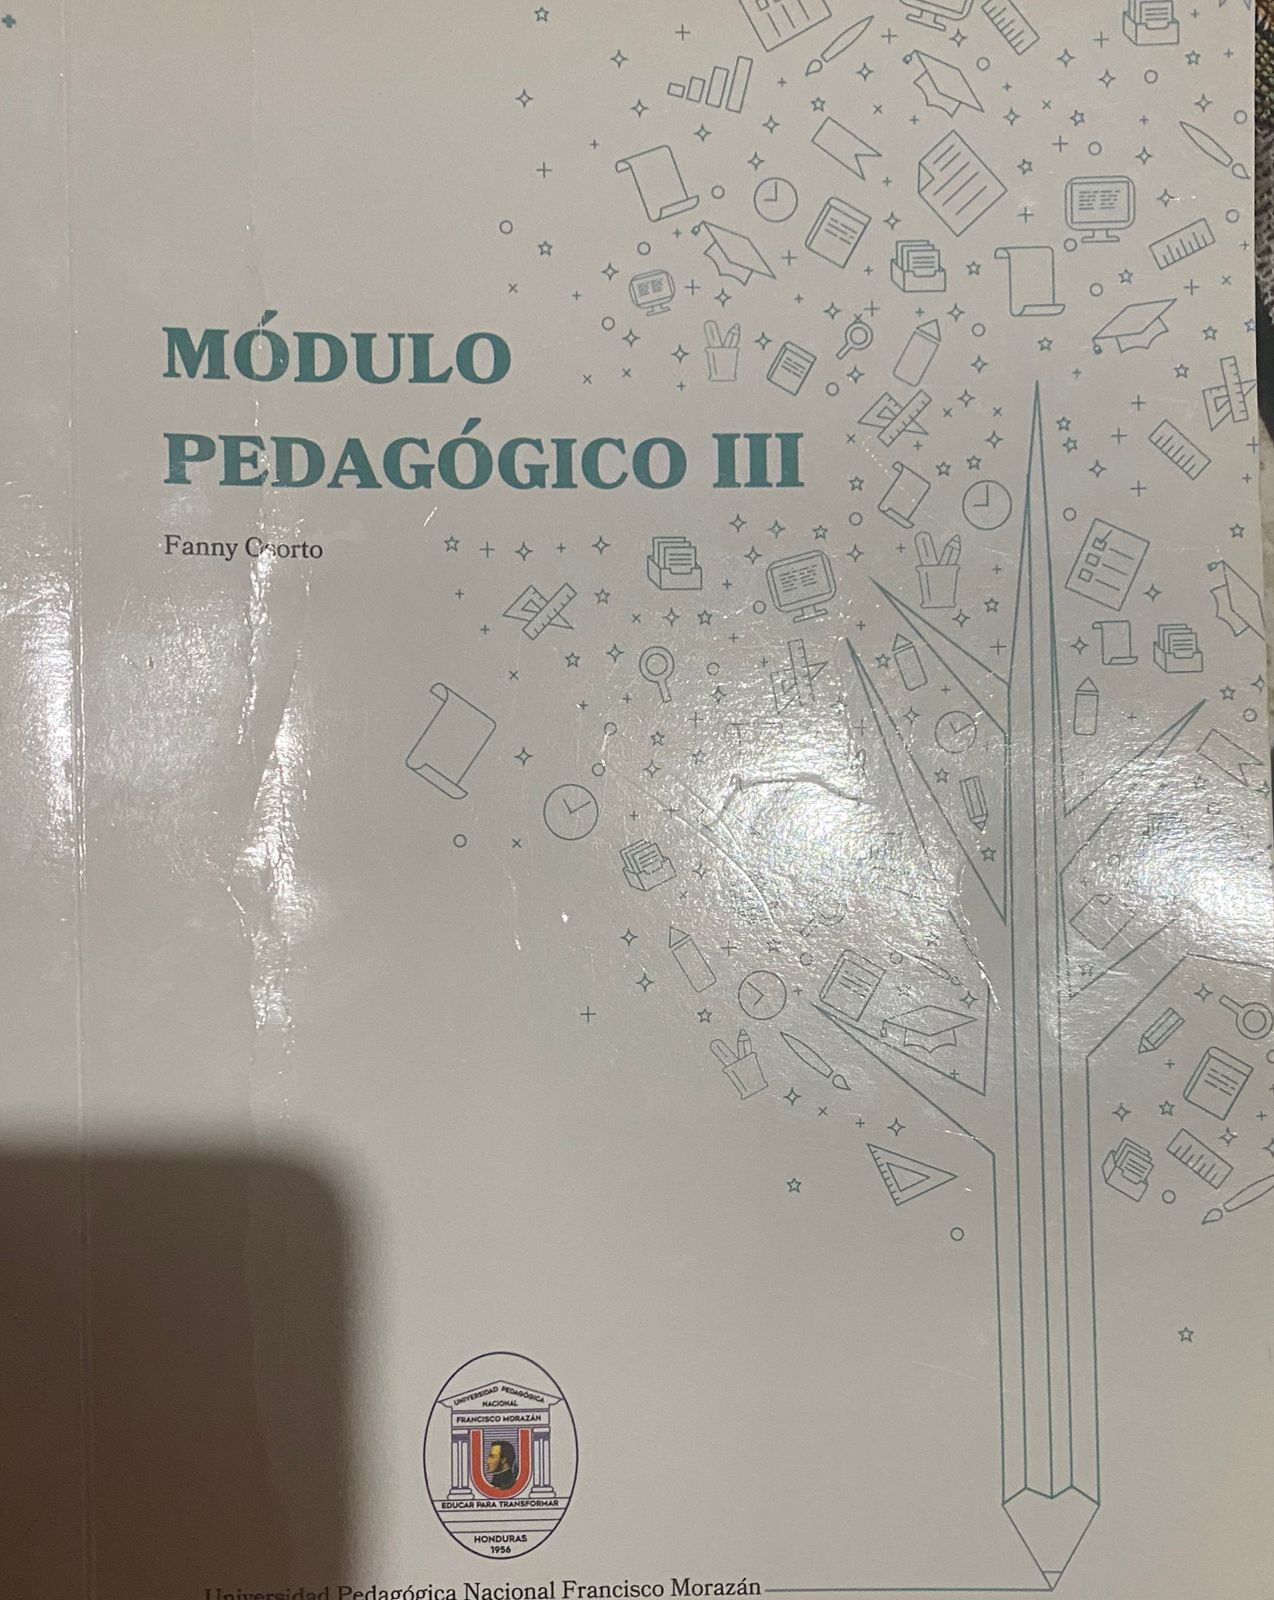 MÓDULO
PEDAGÓGICO III
Fanny Osorto
UNIVERSIDAD PEDAGÓGICA
NACIONAL
FRANCISCO MORAZÁN
EDUCAR PARA TRANSFORMAR
HONDURAS
1956
Universidad Pedagógica Nacional Francisco Morazán